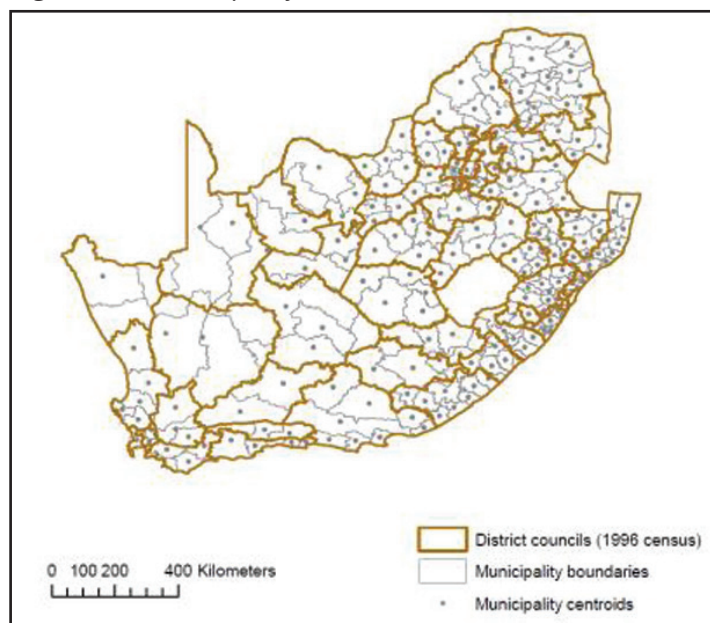 0 100 200 400 Kilometers
District councils (1996 census)
Municipality boundaries
Municipality centroids